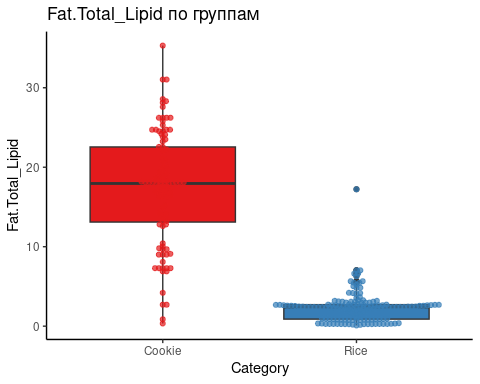 Fat.Total_Lipid по группам
Fat.Total_Lipid
30
20
10
0
Cookie
Rice
Category